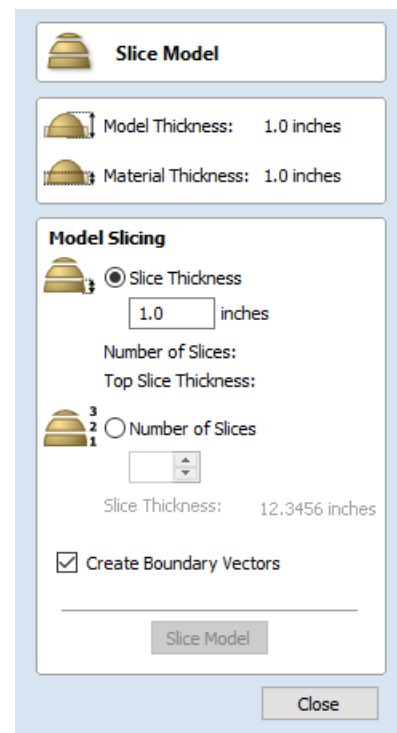 Slice Model
Model Thickness: 1.0 inches
Material Thickness: 1.0 inches
Model Slicing
Slice Thickness
1.0 inches
Number of Slices:
Top Slice Thickness:
3
2
1
Number of Slices
Slice Thickness: 12.3456 inches
Create Boundary Vectors
Slice Model
Close